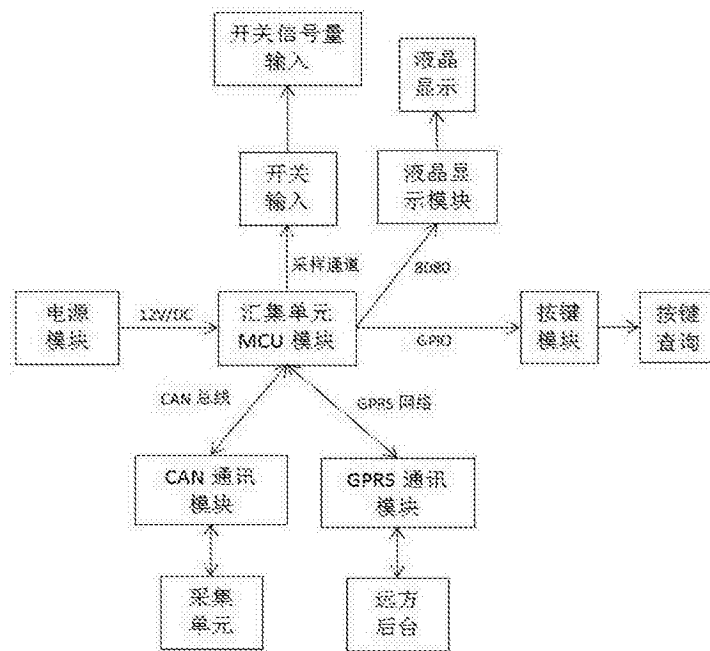 开关信号量
输入
液晶
显示
开关
输入
液晶显
示模块
采样通道
8080
电源
模块
12V/DC
汇集单元
MCU 模块
GPIO
按键
模块
按键
查询
CAN 总线
GPRS 网络
CAN 通讯
模块
GPRS 通讯
模块
采集
单元
远方
后台